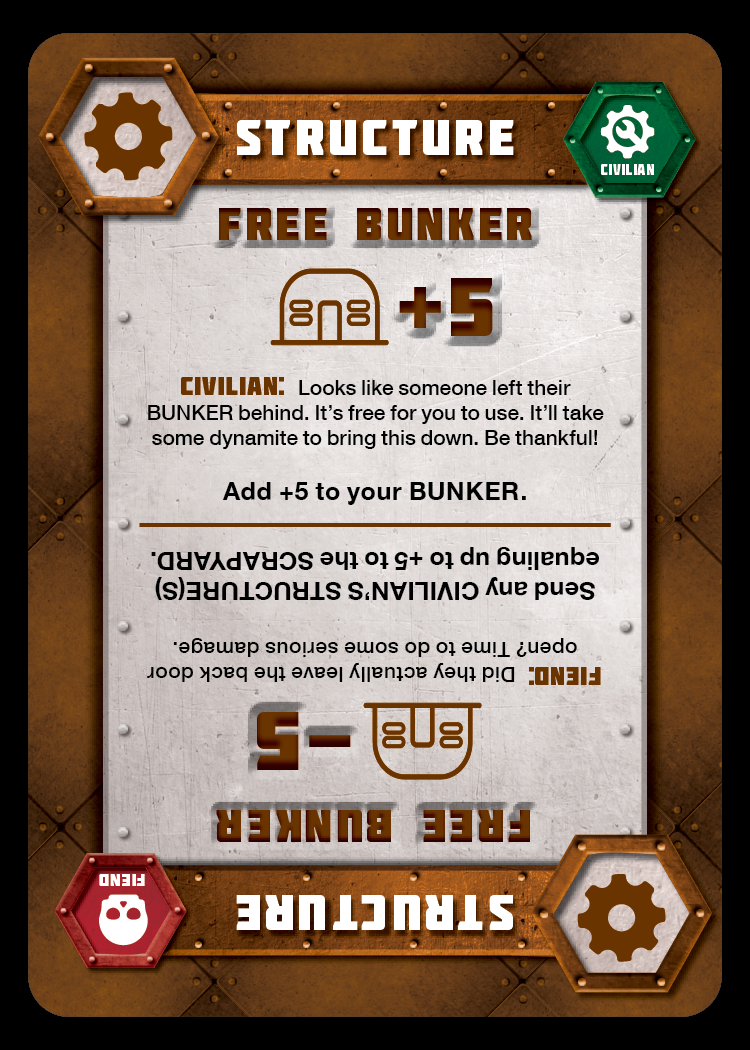 STRUCTURE
CIVILIAN
FREE BUNKER
+5
CIVILIAN: Looks like someone left their
BUNKER behind. It's free for you to use. It'll take
some dynamite to bring this down. Be thankful!
Add +5 to your BUNKER.
STRUCTURE
FIEND
FREE BUNKER
−5
FIEND: Did they actually leave the back door
open? Time to do some serious damage.
Send any CIVILIAN'S STRUCTURE(S)
equaling up to +5 to the SCRAPYARD.